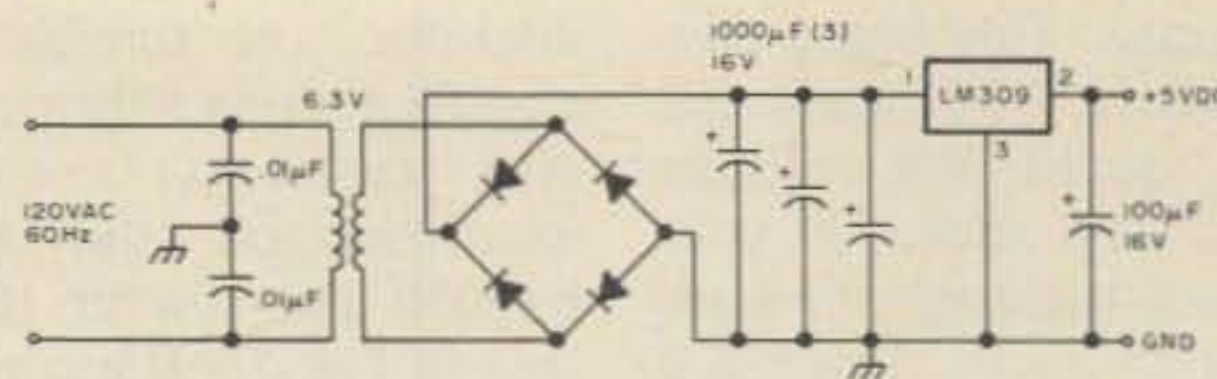 1000µF (3)
16V
6.3V
1
LM309
2
+5VDC
3
.01µF
120VAC
60Hz
100µF
16V
.01µF
GND